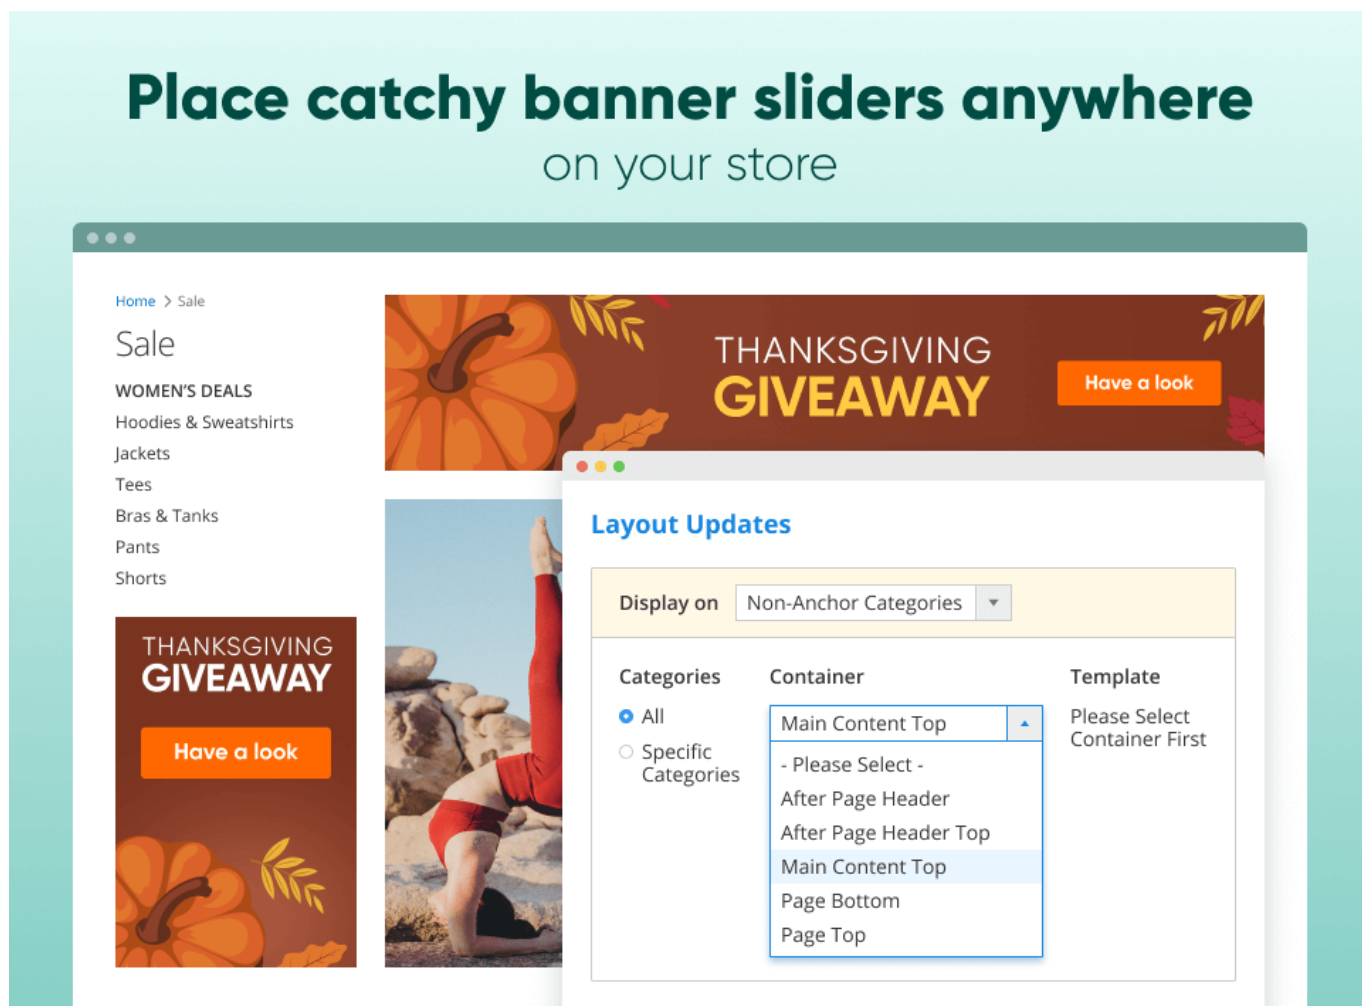 Place catchy banner sliders anywhere
on your store
Home > Sale
Sale
WOMEN'S DEALS
Hoodies & Sweatshirts
Jackets
Tees
Bras & Tanks
Pants
Shorts
THANKSGIVING
GIVEAWAY
Have a look
THANKSGIVING
GIVEAWAY
Have a look
Layout Updates
Display on Non-Anchor Categories
Categories
All
Specific
Categories
Container
Main Content Top
- Please Select -
After Page Header
After Page Header Top
Main Content Top
Page Bottom
Page Top
Template
Please Select
Container First